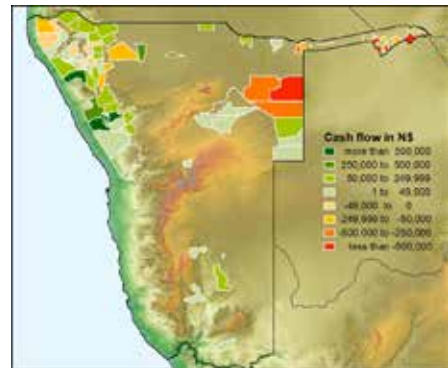 Cash flow in N$
more than 500,000
250,000 to 500,000
50,000 to 249,999
1 to 49,999
-49,000 to 0
-249,999 to -50,000
-500,000 to -250,000
less than -500,000